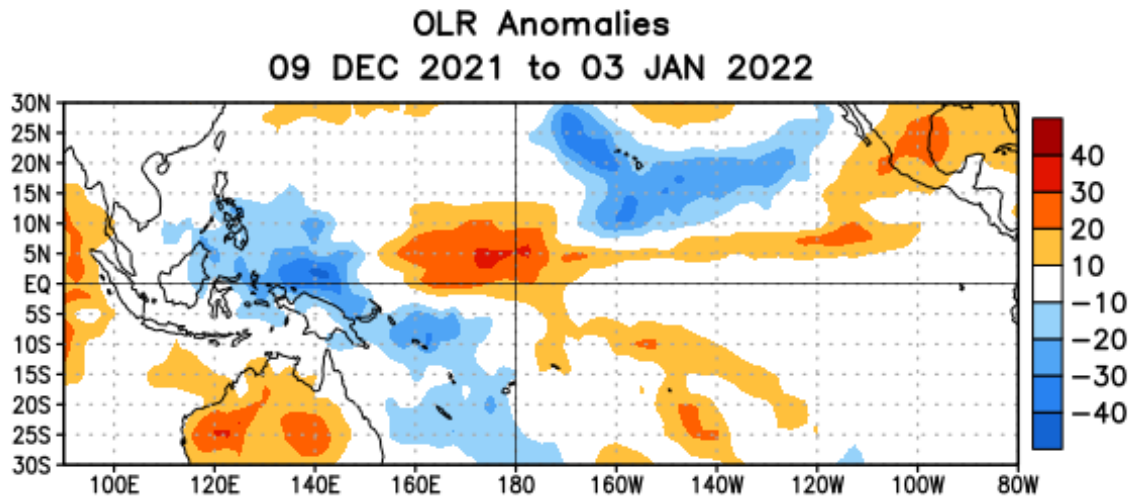 OLR Anomalies
09 DEC 2021 to 03 JAN 2022
30N
25N
20N
15N
10N
5N
EQ
5S
10S
15S
20S
25S
30S
100E 120E 140E 160E 180 160W 140W 120W 100W 80W
40
30
20
10
-10
-20
-30
-40